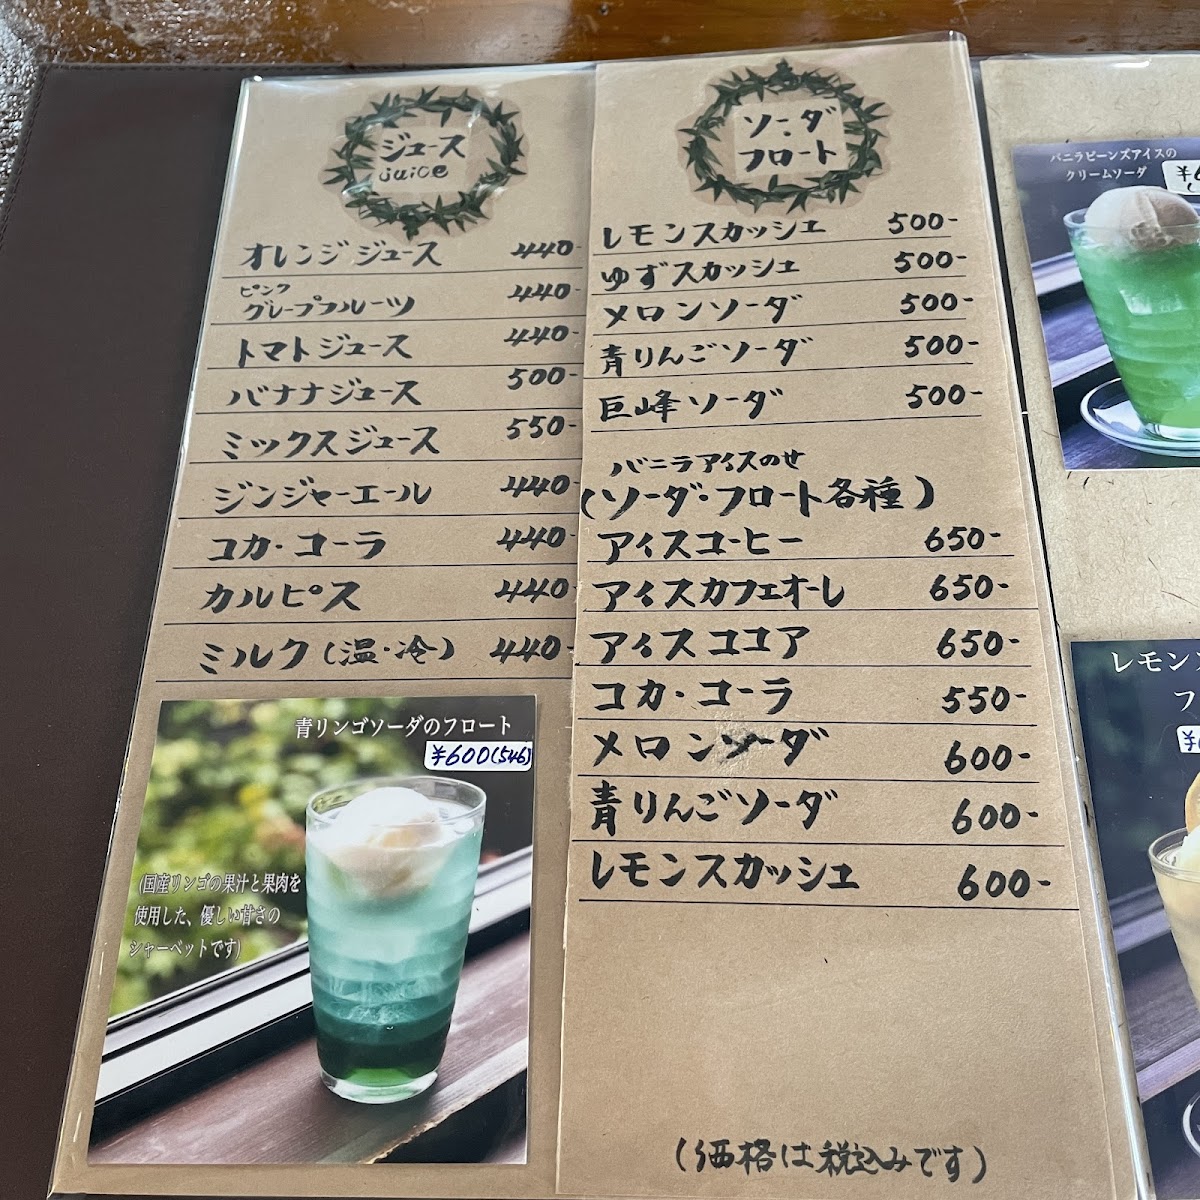 ジュース
juice
オレンジジュース 440-
ピンク
グレープフルーツ 440-
トマトジュース 440-
バナナジュース 500-
ミックスジュース 550-
ジンジャーエール 440-
コカ・コーラ 440-
カルピス 440-
ミルク(温・冷) 440-
青リンゴソーダのフロート
¥600(546)
(国産リンゴの果汁と果肉を
使用した、優しい甘さの
シャーベットです)
ソーダ・
フロート
レモンスカッシュ 500-
ゆずスカッシュ 500-
メロンソーダ 500-
青りんごソーダ 500-
巨峰ソーダ 500-
バニラアイスのせ
(ソーダ・フロート各種)
アイスコーヒー 650-
アイスカフェオーレ 650-
アイスココア 650-
コカ・コーラ 550-
メロンソーダ 600-
青りんごソーダ 600-
レモンスカッシュ 600-
(価格は税込みです)
バニラビーンズアイスの
クリームソーダ
レモン
フ